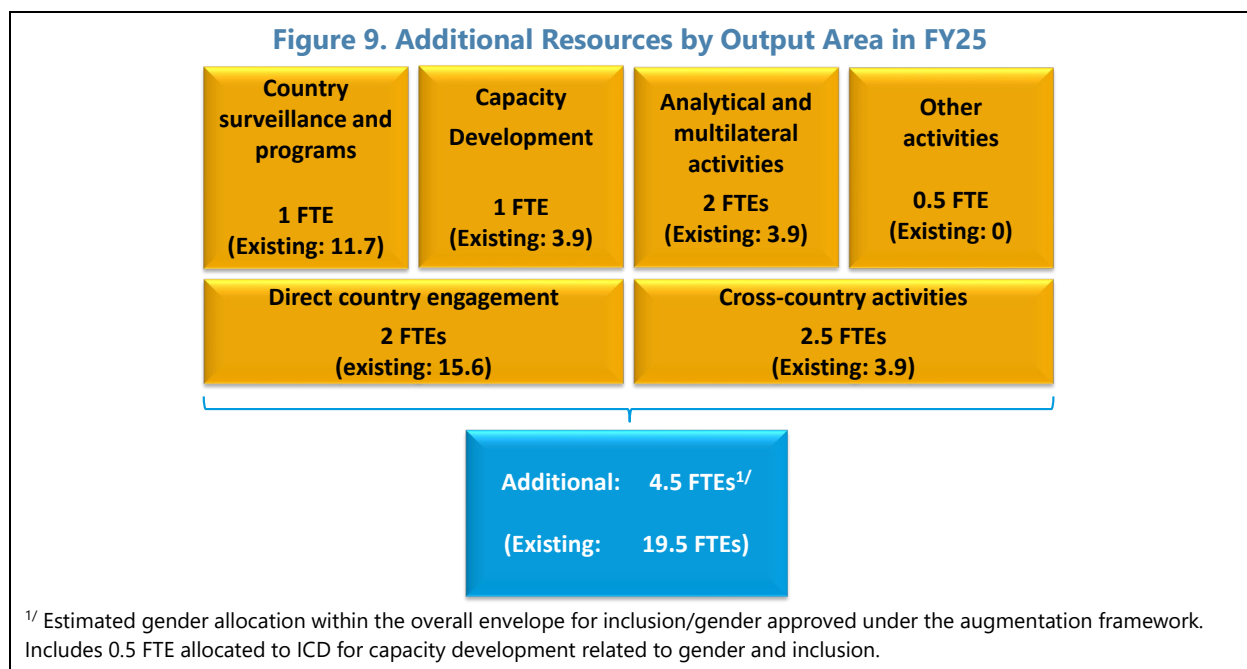 Figure 9. Additional Resources by Output Area in FY25
Country
surveillance and
programs
1 FTE
(Existing: 11.7)
Capacity
Development
1 FTE
(Existing: 3.9)
Analytical and
multilateral
activities
2 FTEs
(Existing: 3.9)
Other
activities
0.5 FTE
(Existing: 0)
Direct country engagement
2 FTEs
(existing: 15.6)
Cross-country activities
2.5 FTEs
(Existing: 3.9)
Additional: 4.5 FTEs1/
(Existing: 19.5 FTEs)
1/ Estimated gender allocation within the overall envelope for inclusion/gender approved under the augmentation framework.
Includes 0.5 FTE allocated to ICD for capacity development related to gender and inclusion.